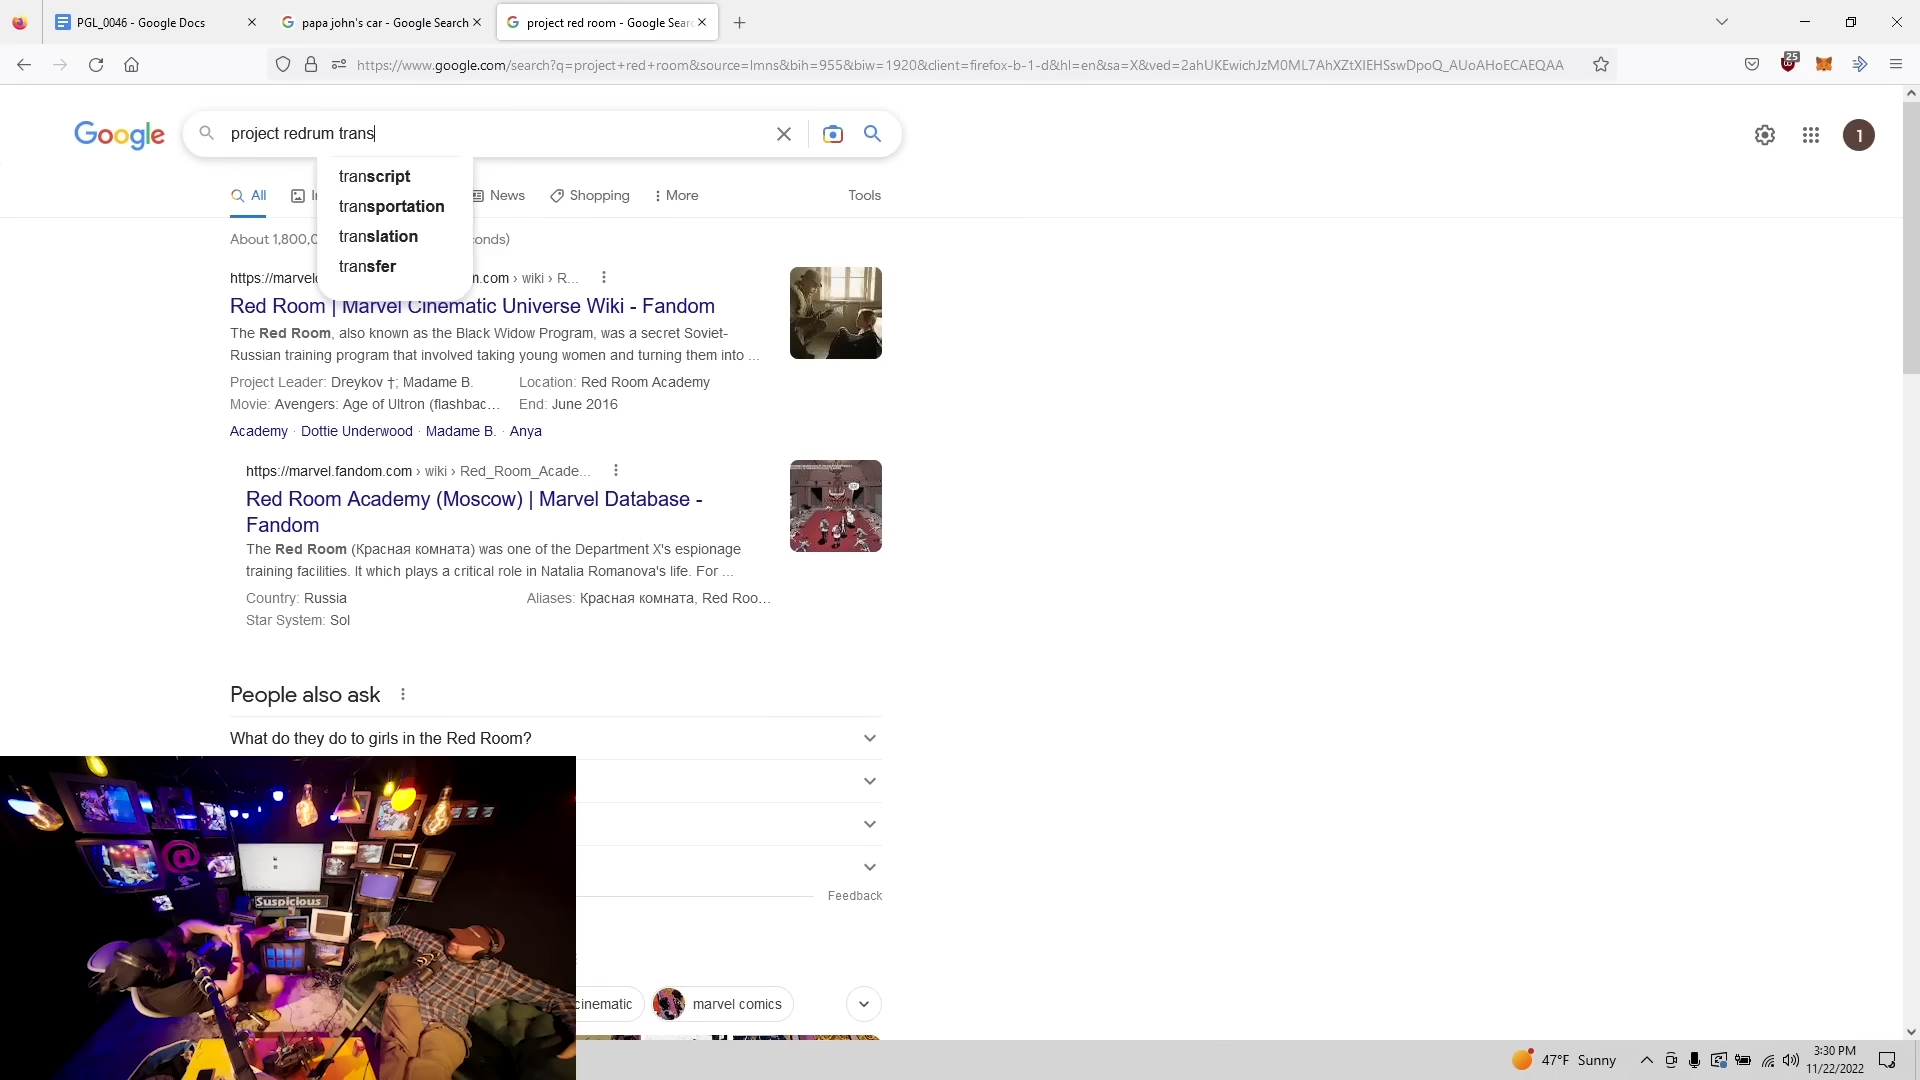 PGL_0046 - Google Docs
papa john's car - Google Search
project red room - Google Sear
https://www.google.com/search?q=project+red+room&source=lmns&bih=955&biw=1920&client=firefox-b-1-d&hl=en&sa=X&ved=2ahUKEwichJzM0ML7AhXZtXIEHSswDpoQ_AUoAHoECAEQAA
25
Google
project redrum trans
1
transcript
transportation
translation
transfer
All
News
Shopping
More
Tools
About 1,800,0
onds)
https://marvelc
m.com › wiki › R...
Red Room | Marvel Cinematic Universe Wiki - Fandom
The Red Room, also known as the Black Widow Program, was a secret Soviet-
Russian training program that involved taking young women and turning them into ...
Project Leader: Dreykov †; Madame B.
Location: Red Room Academy
Movie: Avengers: Age of Ultron (flashbac...
End: June 2016
Academy · Dottie Underwood · Madame B. · Anya
https://marvel.fandom.com › wiki › Red_Room_Acade...
Red Room Academy (Moscow) | Marvel Database -
Fandom
The Red Room (Красная комната) was one of the Department X's espionage
training facilities. It which plays a critical role in Natalia Romanova's life. For ...
Country: Russia
Aliases: Красная комната, Red Roo...
Star System: Sol
People also ask
What do they do to girls in the Red Room?
Feedback
Suspicious
cinematic
marvel comics
47°F Sunny
3:30 PM
11/22/2022